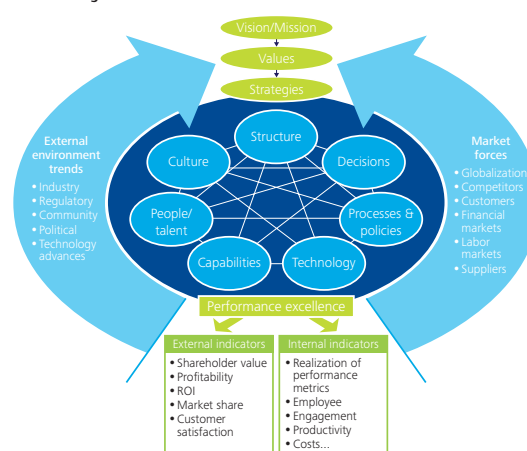 Vision/Mission
Values
Strategies
External
environment
trends
• Industry
• Regulatory
• Community
• Political
• Technology
advances
Structure
Culture
Decisions
People/
talent
Processes &
policies
Capabilities
Technology
Market
forces
• Globalization
• Competitors
• Customers
• Financial
markets
• Labor
markets
• Suppliers
Performance excellence
External indicators
• Shareholder value
• Profitability
• ROI
• Market share
• Customer
satisfaction
Internal indicators
• Realization of
performance
metrics
• Employee
• Engagement
• Productivity
• Costs...